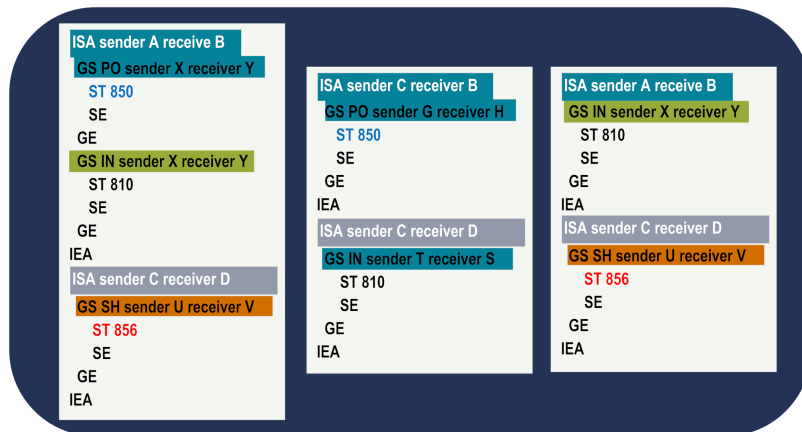 ISA sender A receive B
GS PO sender X receiver Y
ST 850
SE
GE
GS IN sender X receiver Y
ST 810
SE
GE
IEA
ISA sender C receiver D
GS SH sender U receiver V
ST 856
SE
GE
IEA
ISA sender C receiver B
GS PO sender G receiver H
ST 850
SE
GE
IEA
ISA sender C receiver D
GS IN sender T receiver S
ST 810
SE
GE
IEA
ISA sender A receive B
GS IN sender X receiver Y
ST 810
SE
GE
IEA
ISA sender C receiver D
GS SH sender U receiver V
ST 856
SE
GE
IEA